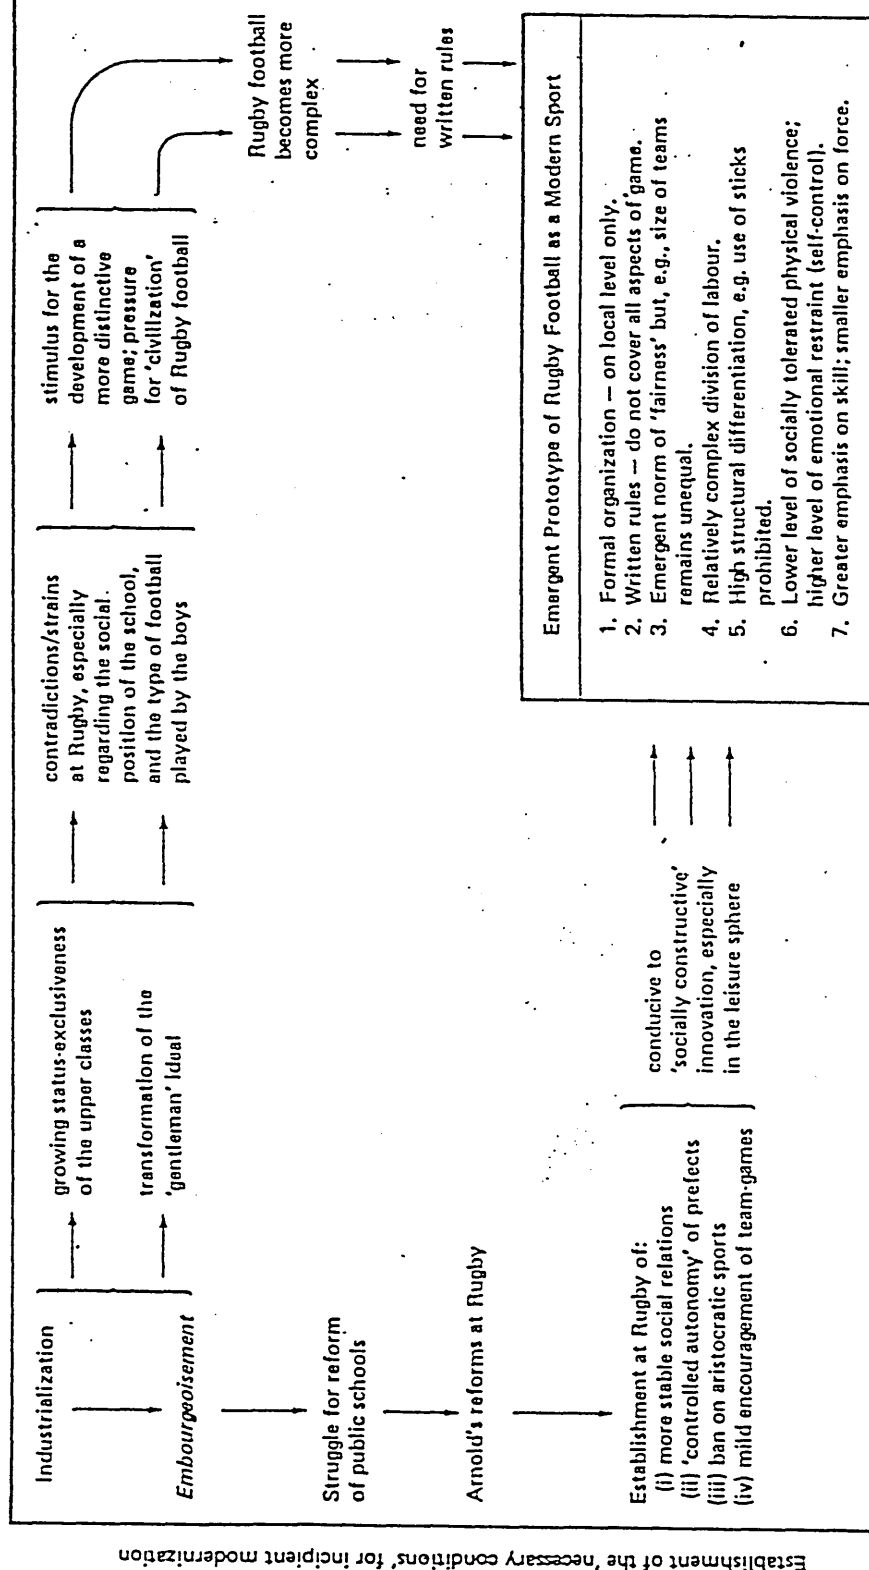 Establishment of the 'necessary conditions' for incipient modernization
Industrialization
Embourgeoisement
Struggle for reform
of public schools
Arnold's reforms at Rugby
Establishment at Rugby of:
(i) more stable social relations
(ii) 'controlled autonomy' of prefects
(iii) ban on aristocratic sports
(iv) mild encouragement of team-games
growing status-exclusiveness
of the upper classes
transformation of the
'gentleman' Idual
conducive to
'socially constructive'
innovation, especially
in the leisure sphere
contradictions/strains
at Rugby, especially
regarding the social.
position of the school,
and the type of football
played by the boys
stimulus for the
development of a
more distinctive
game; pressure
for 'civilization'
of Rugby football
Rugby football
becomes more
complex
need for
written rules
Emergent Prototype of Rugby Football as a Modern Sport
1. Formal organization — on local level only.
2. Written rules — do not cover all aspects of game.
3. Emergent norm of 'fairness' but, e.g., size of teams
remains unequal.
4. Relatively complex division of labour.
5. High structural differentiation, e.g. use of sticks
prohibited.
6. Lower level of socially tolerated physical violence;
higher level of emotional restraint (self-control).
7. Greater emphasis on skill; smaller emphasis on force.